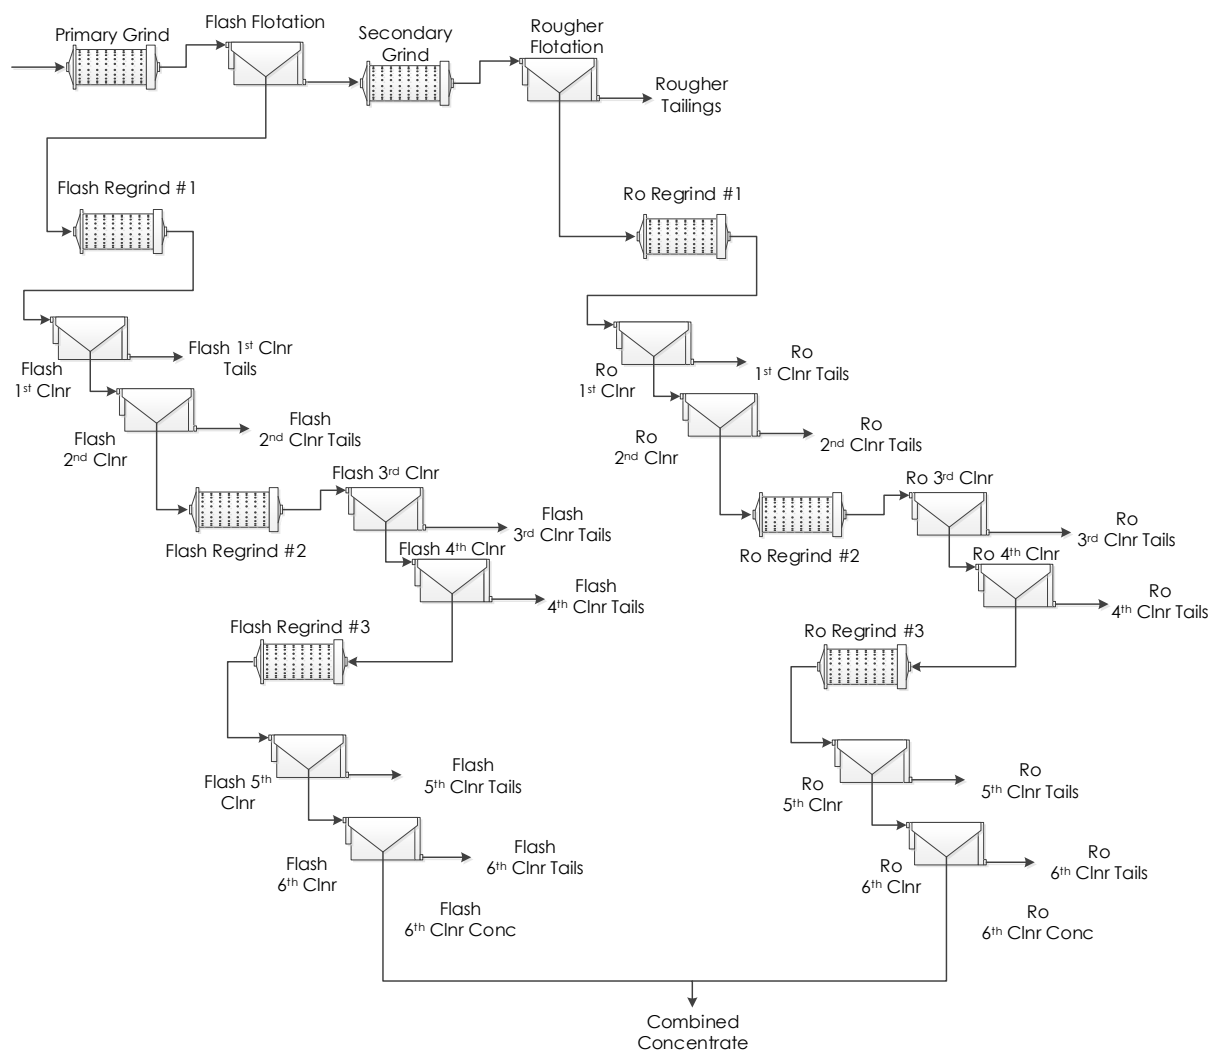 Primary Grind
Flash Flotation
Secondary
Grind
Rougher
Flotation
Rougher
Tailings
Flash Regrind #1
Ro Regrind #1
Flash 1st Clnr
Tails
Flash
1st Clnr
Ro
1st Clnr Tails
Ro
1st Clnr
Flash
2nd Clnr Tails
Flash
2nd Clnr
Ro
2nd Clnr Tails
Ro
2nd Clnr
Flash 3rd Clnr
Ro 3rd Clnr
Flash
3rd Clnr Tails
Ro
3rd Clnr Tails
Flash Regrind #2
Flash 4th Clnr
Ro Regrind #2
Ro 4th Clnr
Flash
4th Clnr Tails
Ro
4th Clnr Tails
Flash Regrind #3
Ro Regrind #3
Flash 5th
Clnr
Flash
5th Clnr Tails
Ro
5th Clnr
Ro
5th Clnr Tails
Flash
6th Clnr
Flash
6th Clnr Tails
Ro
6th Clnr
Ro
6th Clnr Tails
Flash
6th Clnr Conc
Ro
6th Clnr Conc
Combined
Concentrate